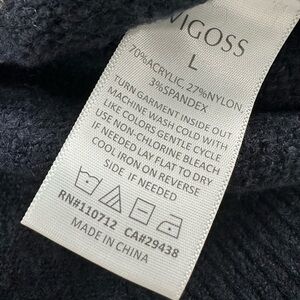 VIGOSS
L
70%ACRYLIC, 27%NYLON,
3%SPANDEX
TURN GARMENT INSIDE OUT
MACHINE WASH COLD WITH
LIKE COLORS GENTLE CYCLE
USE NON-CHLORINE BLEACH
IF NEEDED LAY FLAT TO DRY
COOL IRON ON REVERSE
SIDE IF NEEDED
RN#110712 CA#29438
MADE IN CHINA